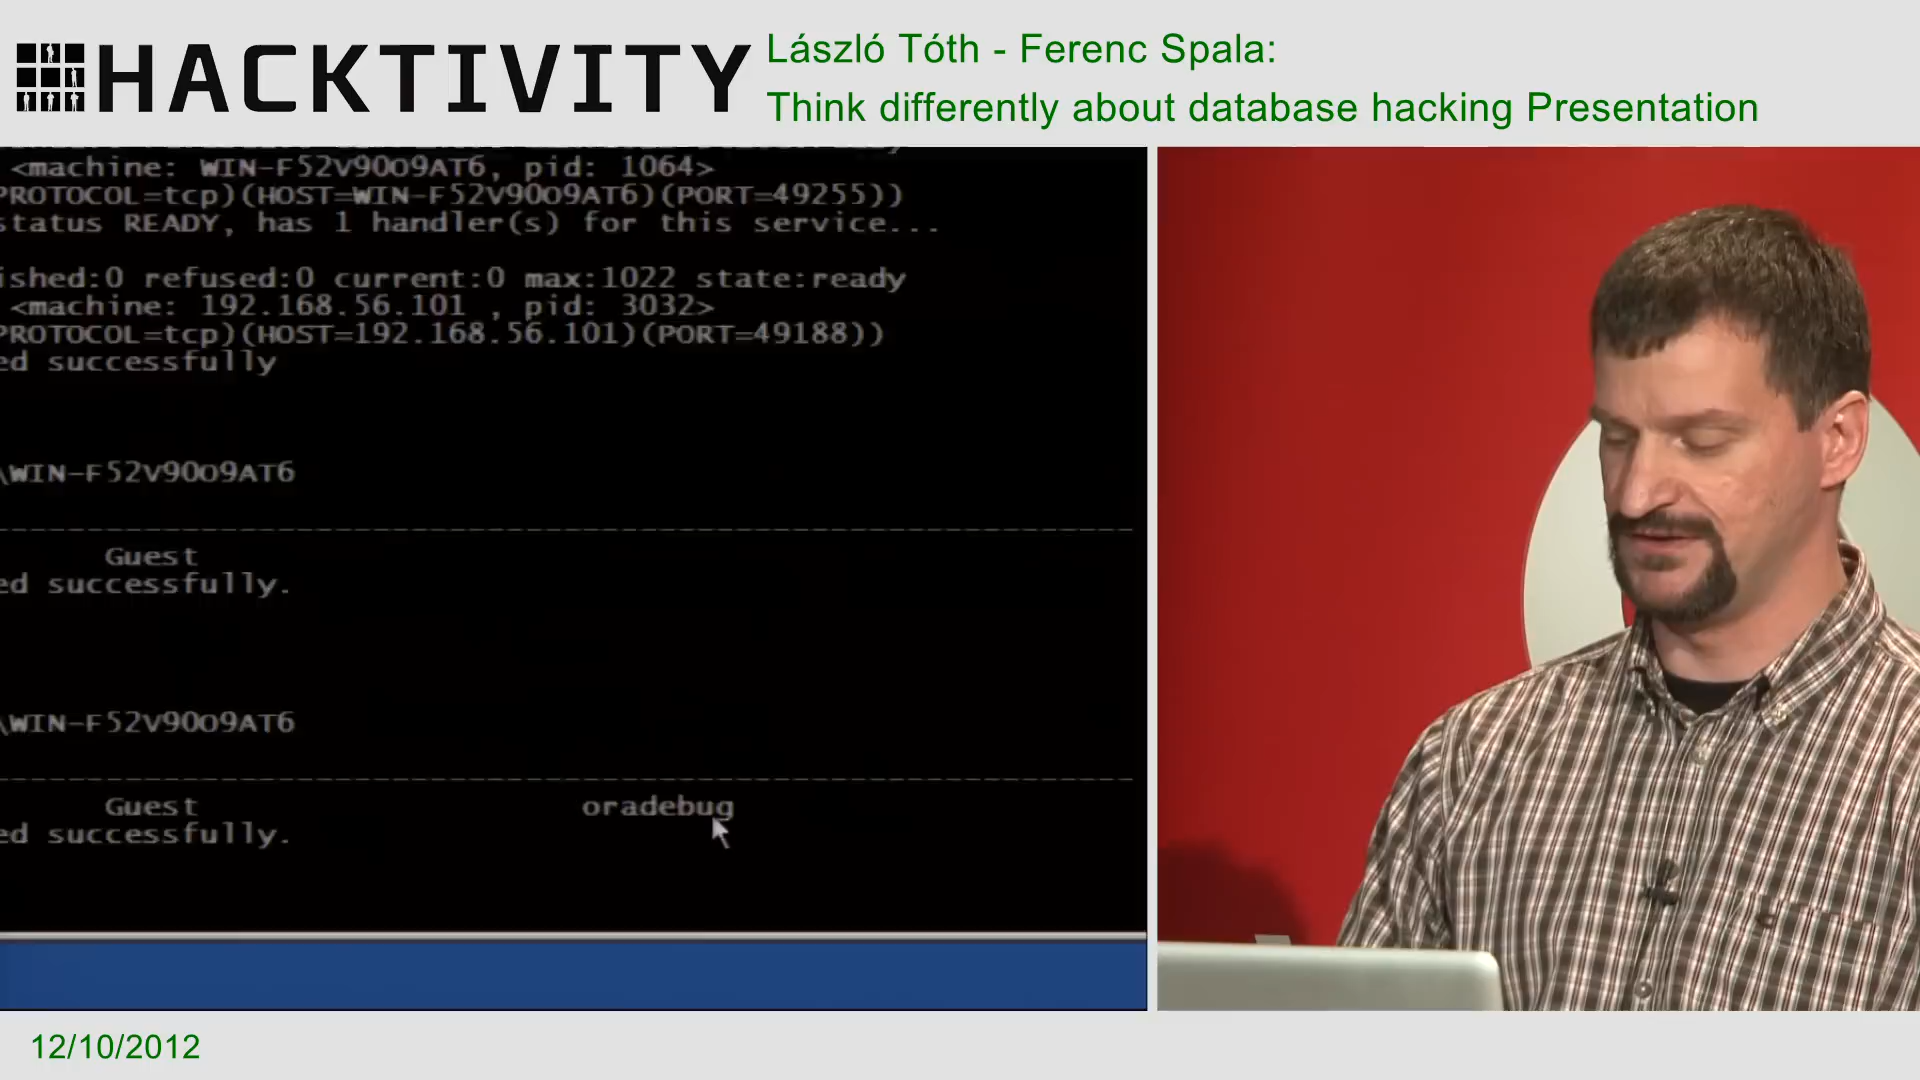 HACKTIVITY
László Tóth - Ferenc Spala:
Think differently about database hacking Presentation
<machine: WIN-F52V90O9AT6, pid: 1064>
PROTOCOL=tcp)(HOST=WIN-F52V90O9AT6)(PORT=49255))
status READY, has 1 handler(s) for this service...
ished:0 refused:0 current:0 max:1022 state:ready
<machine: 192.168.56.101 , pid: 3032>
PROTOCOL=tcp)(HOST=192.168.56.101)(PORT=49188))
ed successfully
\WIN-F52V90O9AT6
Guest
ed successfully.
\WIN-F52V90O9AT6
Guest oradebug
ed successfully.
12/10/2012